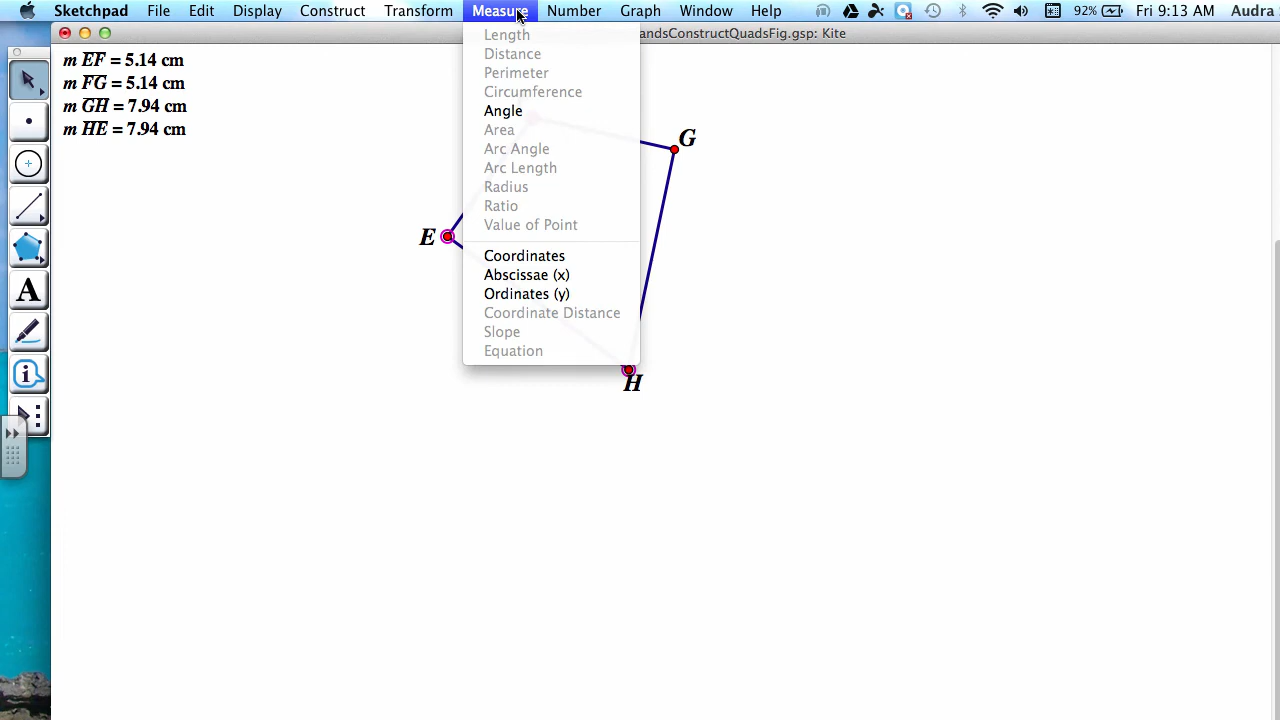 Sketchpad File Edit Display Construct Transform Measure Number Graph Window Help 92% Fri 9:13 AM Audra
andsConstructQuadsFig.gsp: Kite
m EF = 5.14 cm
m FG = 5.14 cm
m GH = 7.94 cm
m HE = 7.94 cm
Length
Distance
Perimeter
Circumference
Angle
Area
Arc Angle
Arc Length
Radius
Ratio
Value of Point
Coordinates
Abscissae (x)
Ordinates (y)
Coordinate Distance
Slope
Equation
G
E
H
A
i